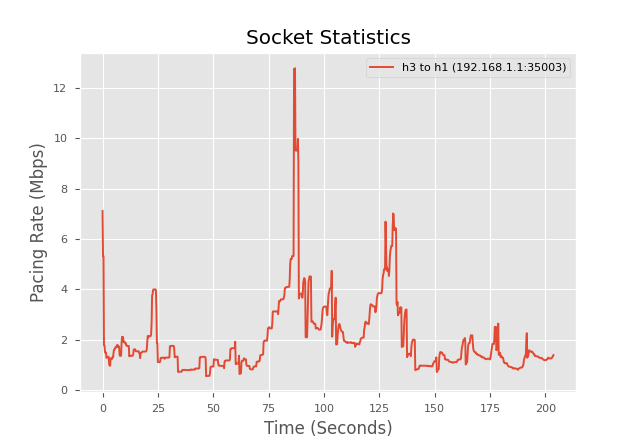 Socket Statistics
h3 to h1 (192.168.1.1:35003)
Pacing Rate (Mbps)
12
10
8
6
4
2
0
0 25 50 75 100 125 150 175 200
Time (Seconds)